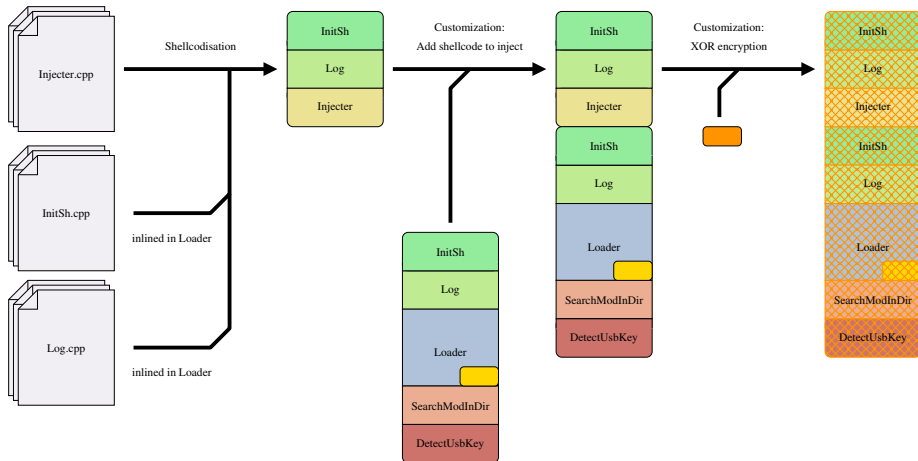 Injecter.cpp
InitSh.cpp
Log.cpp
Shellcodisation
inlined in Loader
inlined in Loader
InitSh
Log
Injecter
Customization:
Add shellcode to inject
InitSh
Log
Loader
SearchModInDir
DetectUsbKey
InitSh
Log
Injecter
InitSh
Log
Loader
SearchModInDir
DetectUsbKey
Customization:
XOR encryption
InitSh
Log
Injecter
InitSh
Log
Loader
SearchModInDir
DetectUsbKey